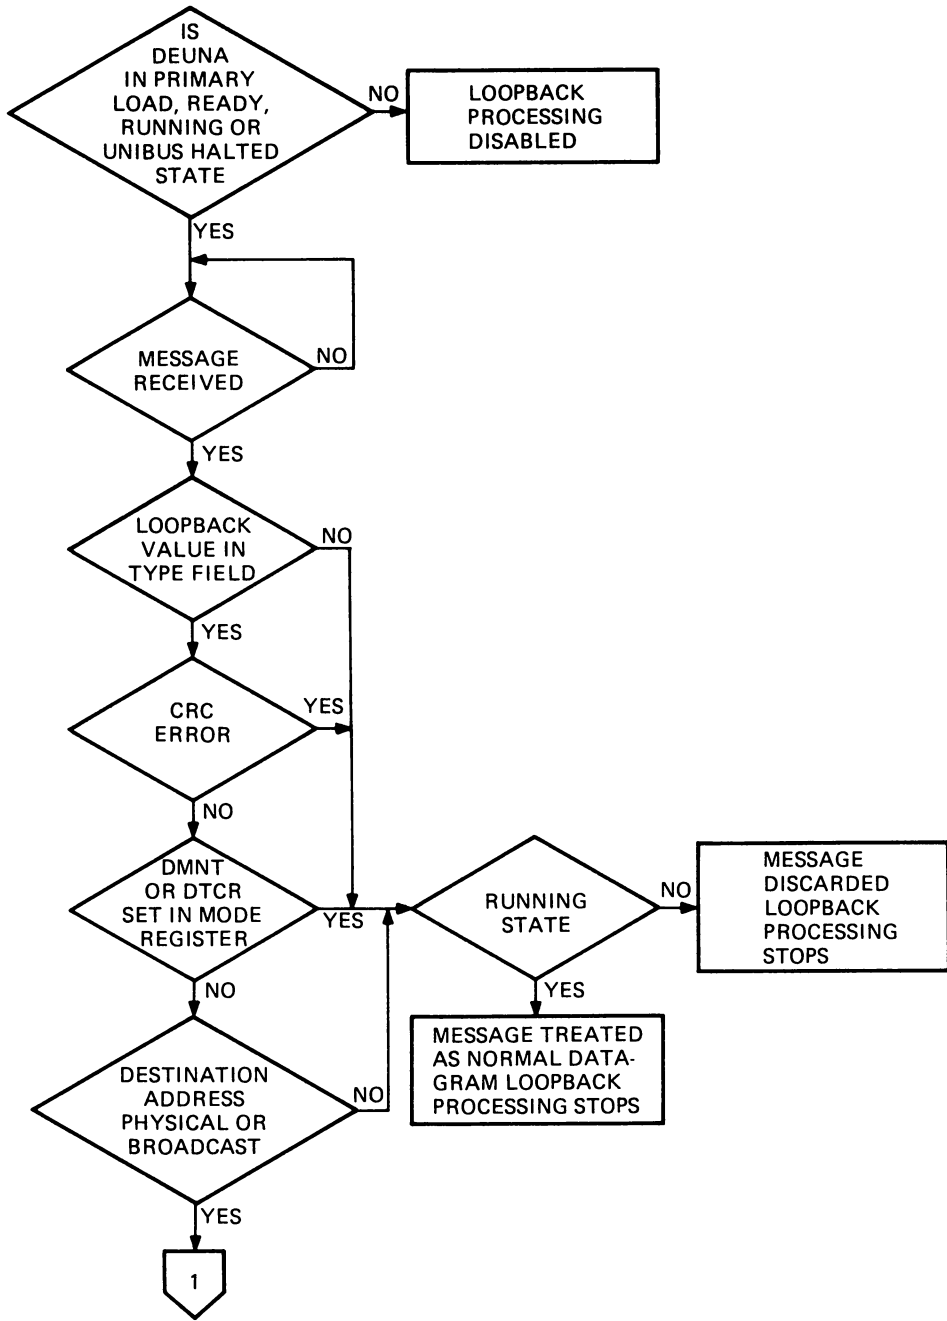 IS
DEUNA
IN PRIMARY
LOAD, READY,
RUNNING OR
UNIBUS HALTED
STATE
NO
LOOPBACK
PROCESSING
DISABLED
YES
MESSAGE
RECEIVED
NO
YES
LOOPBACK
VALUE IN
TYPE FIELD
NO
YES
CRC
ERROR
YES
NO
DMNT
OR DTCR
SET IN MODE
REGISTER
YES
RUNNING
STATE
NO
MESSAGE
DISCARDED
LOOPBACK
PROCESSING
STOPS
YES
MESSAGE TREATED
AS NORMAL DATA-
GRAM LOOPBACK
PROCESSING STOPS
NO
DESTINATION
ADDRESS
PHYSICAL OR
BROADCAST
NO
YES
1